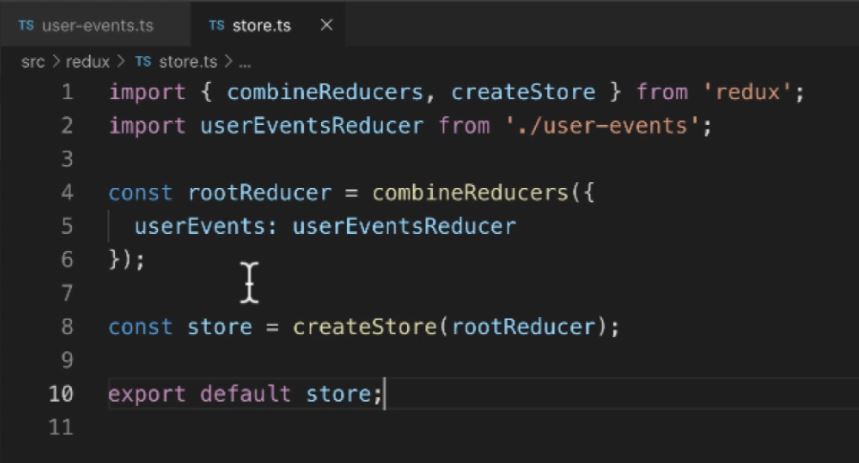 TS user-events.ts TS store.ts ×
src > redux > TS store.ts > ...
1 import { combineReducers, createStore } from 'redux';
2 import userEventsReducer from './user-events';
3
4 const rootReducer = combineReducers({
5 userEvents: userEventsReducer
6 });
7
8 const store = createStore(rootReducer);
9
10 export default store;
11